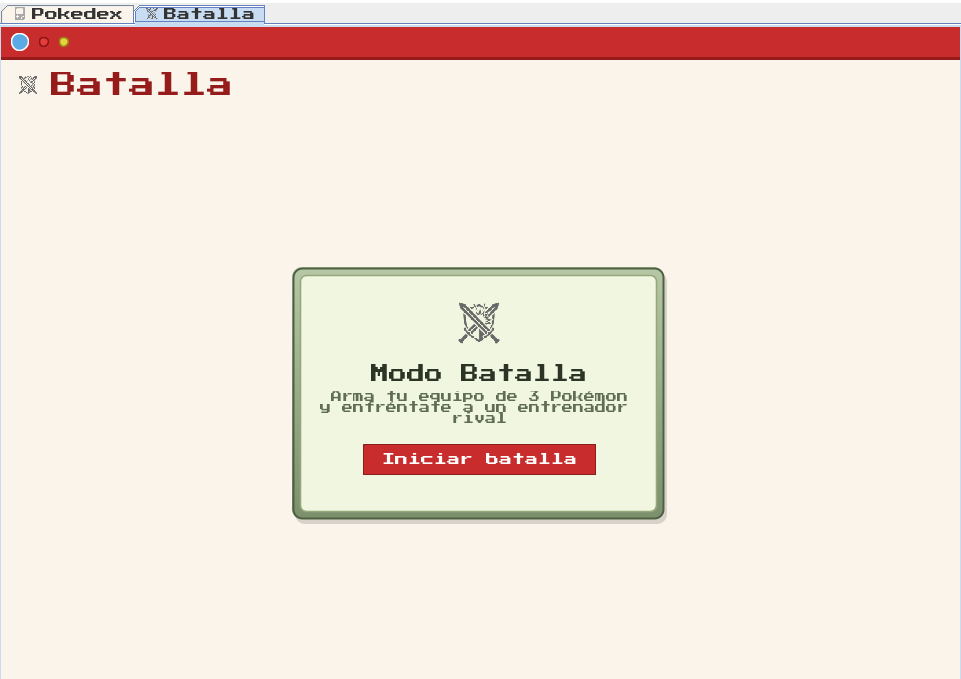 Pokedex
Batalla
Batalla
Modo Batalla
Arma tu equipo de 3 Pokémon
y enfréntate a un entrenador
rival
Iniciar batalla